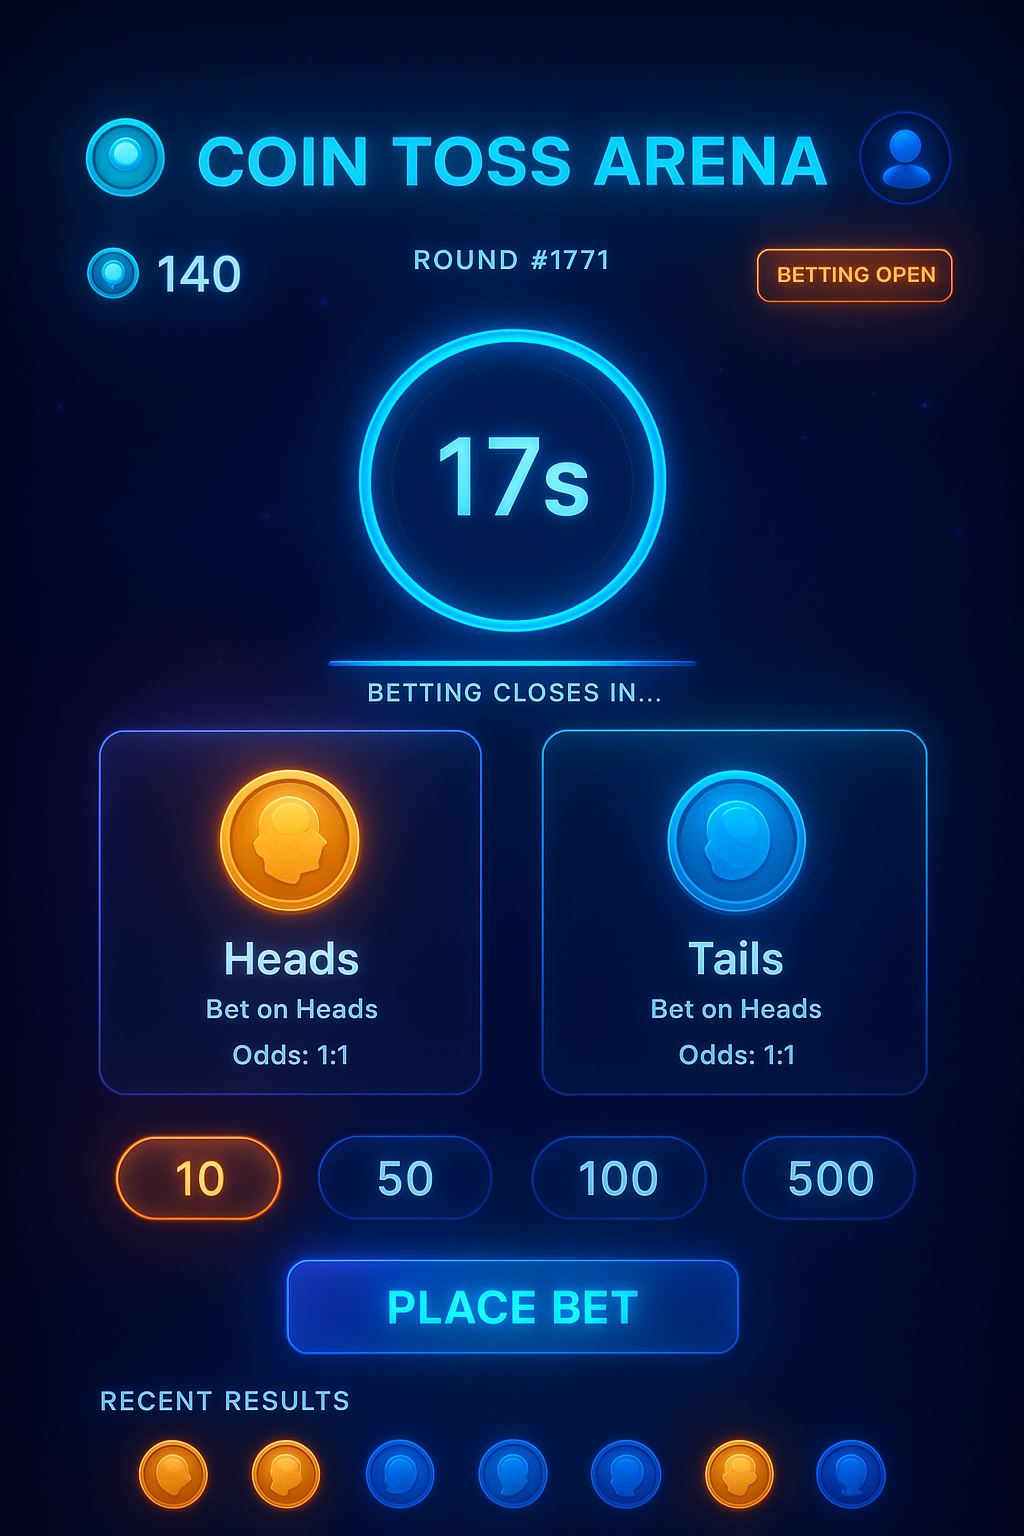 COIN TOSS ARENA
140
ROUND #1771
BETTING OPEN
17s
BETTING CLOSES IN...
Heads
Bet on Heads
Odds: 1:1
Tails
Bet on Heads
Odds: 1:1
10
50
100
500
PLACE BET
RECENT RESULTS